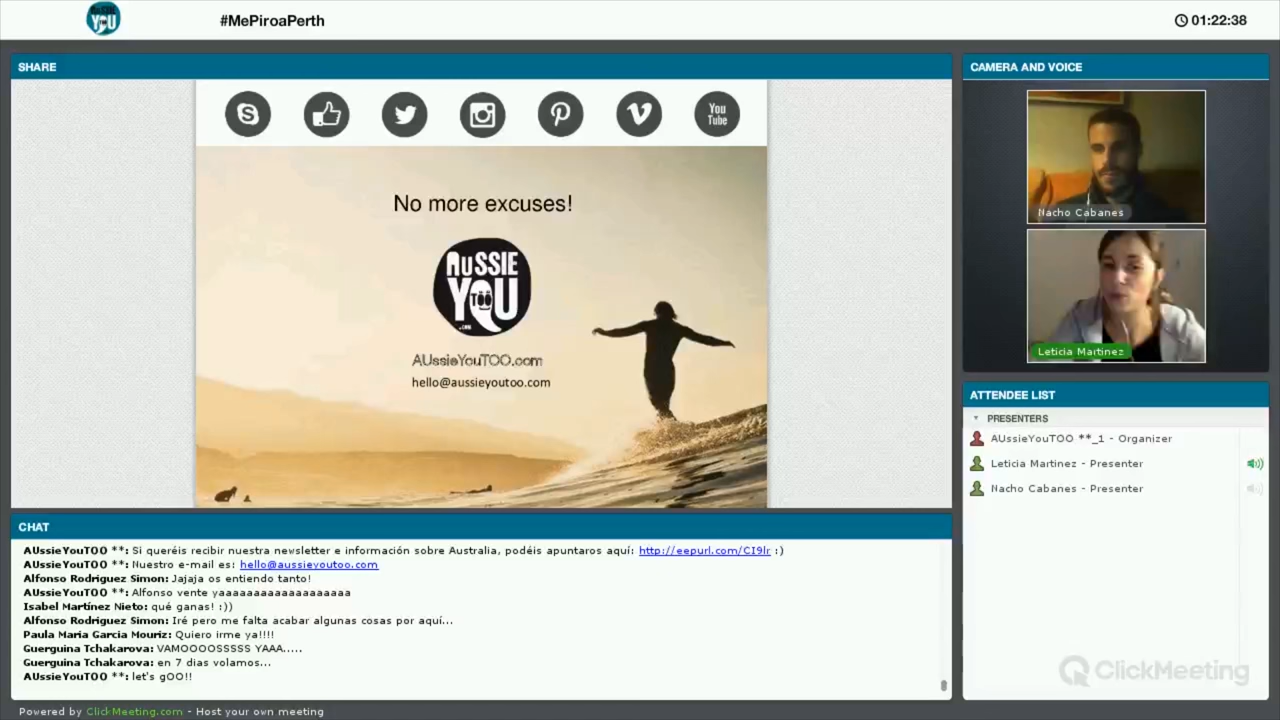 AUSSIE
YOU
TOO
#MePiroaPerth
01:22:38
SHARE
You
Tube
No more excuses!
AUSSIE
YOU
TOO
.COM
AUssieYouTOO.com
hello@aussieyoutoo.com
CAMERA AND VOICE
Nacho Cabanes
Leticia Martinez
ATTENDEE LIST
PRESENTERS
AUssieYouTOO **_1 - Organizer
Leticia Martinez - Presenter
Nacho Cabanes - Presenter
CHAT
AUssieYouTOO **: Si queréis recibir nuestra newsletter e información sobre Australia, podéis apuntaros aquí: http://eepurl.com/CI9lr :)
AUssieYouTOO **: Nuestro e-mail es: hello@aussieyoutoo.com
Alfonso Rodriguez Simon: Jajaja os entiendo tanto!
AUssieYouTOO **: Alfonso vente yaaaaaaaaaaaaaaaaaaa
Isabel Martínez Nieto: qué ganas! :))
Alfonso Rodriguez Simon: Iré pero me falta acabar algunas cosas por aquí...
Paula Maria Garcia Mouriz: Quiero irme ya!!!!
Guerguina Tchakarova: VAMOOOOSSSSS YAAA.....
Guerguina Tchakarova: en 7 dias volamos...
AUssieYouTOO **: let's gOO!!
ClickMeeting
Powered by ClickMeeting.com - Host your own meeting